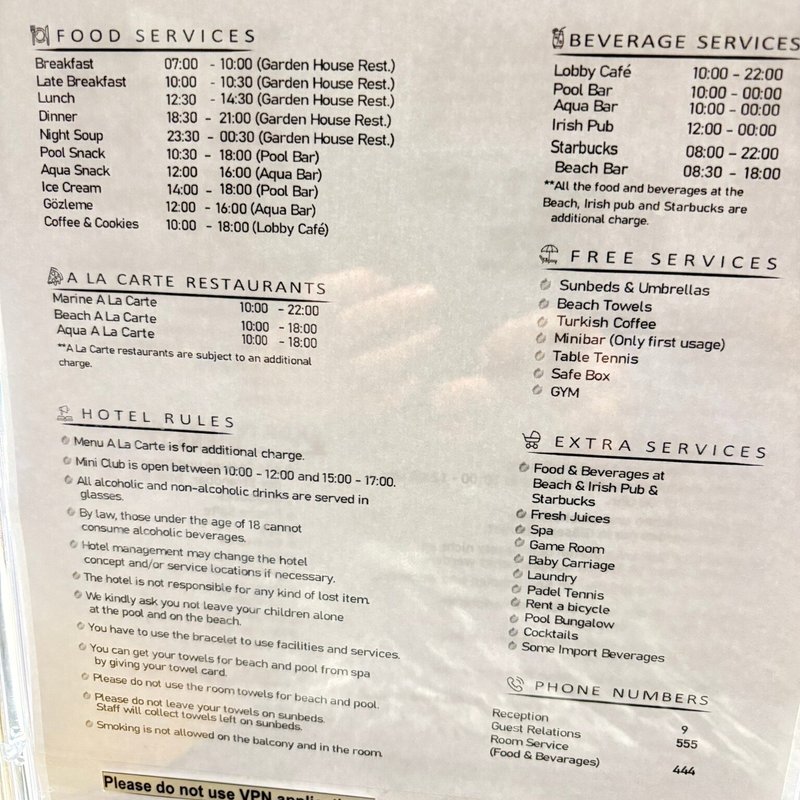 FOOD SERVICES
Breakfast 07:00 - 10:00 (Garden House Rest.)
Late Breakfast 10:00 - 10:30 (Garden House Rest.)
Lunch 12:30 - 14:30 (Garden House Rest.)
Dinner 18:30 - 21:00 (Garden House Rest.)
Night Soup 23:30 - 00:30 (Garden House Rest.)
Pool Snack 10:30 - 18:00 (Pool Bar)
Aqua Snack 12:00 16:00 (Aqua Bar)
Ice Cream 14:00 - 18:00 (Pool Bar)
Gözleme 12:00 - 16:00 (Aqua Bar)
Coffee & Cookies 10:00 - 18:00 (Lobby Café)
A LA CARTE RESTAURANTS
Marine A La Carte 10:00 - 22:00
Beach A La Carte 10:00 - 18:00
Aqua A La Carte 10:00 - 18:00
**A La Carte restaurants are subject to an additional
charge.
HOTEL RULES
Menu A La Carte is for additional charge.
Mini Club is open between 10:00 - 12:00 and 15:00 - 17:00.
All alcoholic and non-alcoholic drinks are served in
glasses.
By law, those under the age of 18 cannot
consume alcoholic beverages.
Hotel management may change the hotel
concept and/or service locations if necessary.
The hotel is not responsible for any kind of lost item.
We kindly ask you not leave your children alone
at the pool and on the beach.
You have to use the bracelet to use facilities and services.
You can get your towels for beach and pool from spa
by giving your towel card.
Please do not use the room towels for beach and pool.
Please do not leave your towels on sunbeds.
Staff will collect towels left on sunbeds.
Smoking is not allowed on the balcony and in the room.
Please do not use VPN
BEVERAGE SERVICES
Lobby Café 10:00 - 22:00
Pool Bar 10:00 - 00:00
Aqua Bar 10:00 - 00:00
Irish Pub 12:00 - 00:00
Starbucks 08:00 - 22:00
Beach Bar 08:30 - 18:00
**All the food and beverages at the
Beach, Irish pub and Starbucks are
additional charge.
FREE SERVICES
Sunbeds & Umbrellas
Beach Towels
Turkish Coffee
Minibar (Only first usage)
Table Tennis
Safe Box
GYM
EXTRA SERVICES
Food & Beverages at
Beach & Irish Pub &
Starbucks
Fresh Juices
Spa
Game Room
Baby Carriage
Laundry
Padel Tennis
Rent a bicycle
Pool Bungalow
Cocktails
Some Import Beverages
PHONE NUMBERS
Reception 9
Guest Relations 555
Room Service
(Food & Bevarages) 444